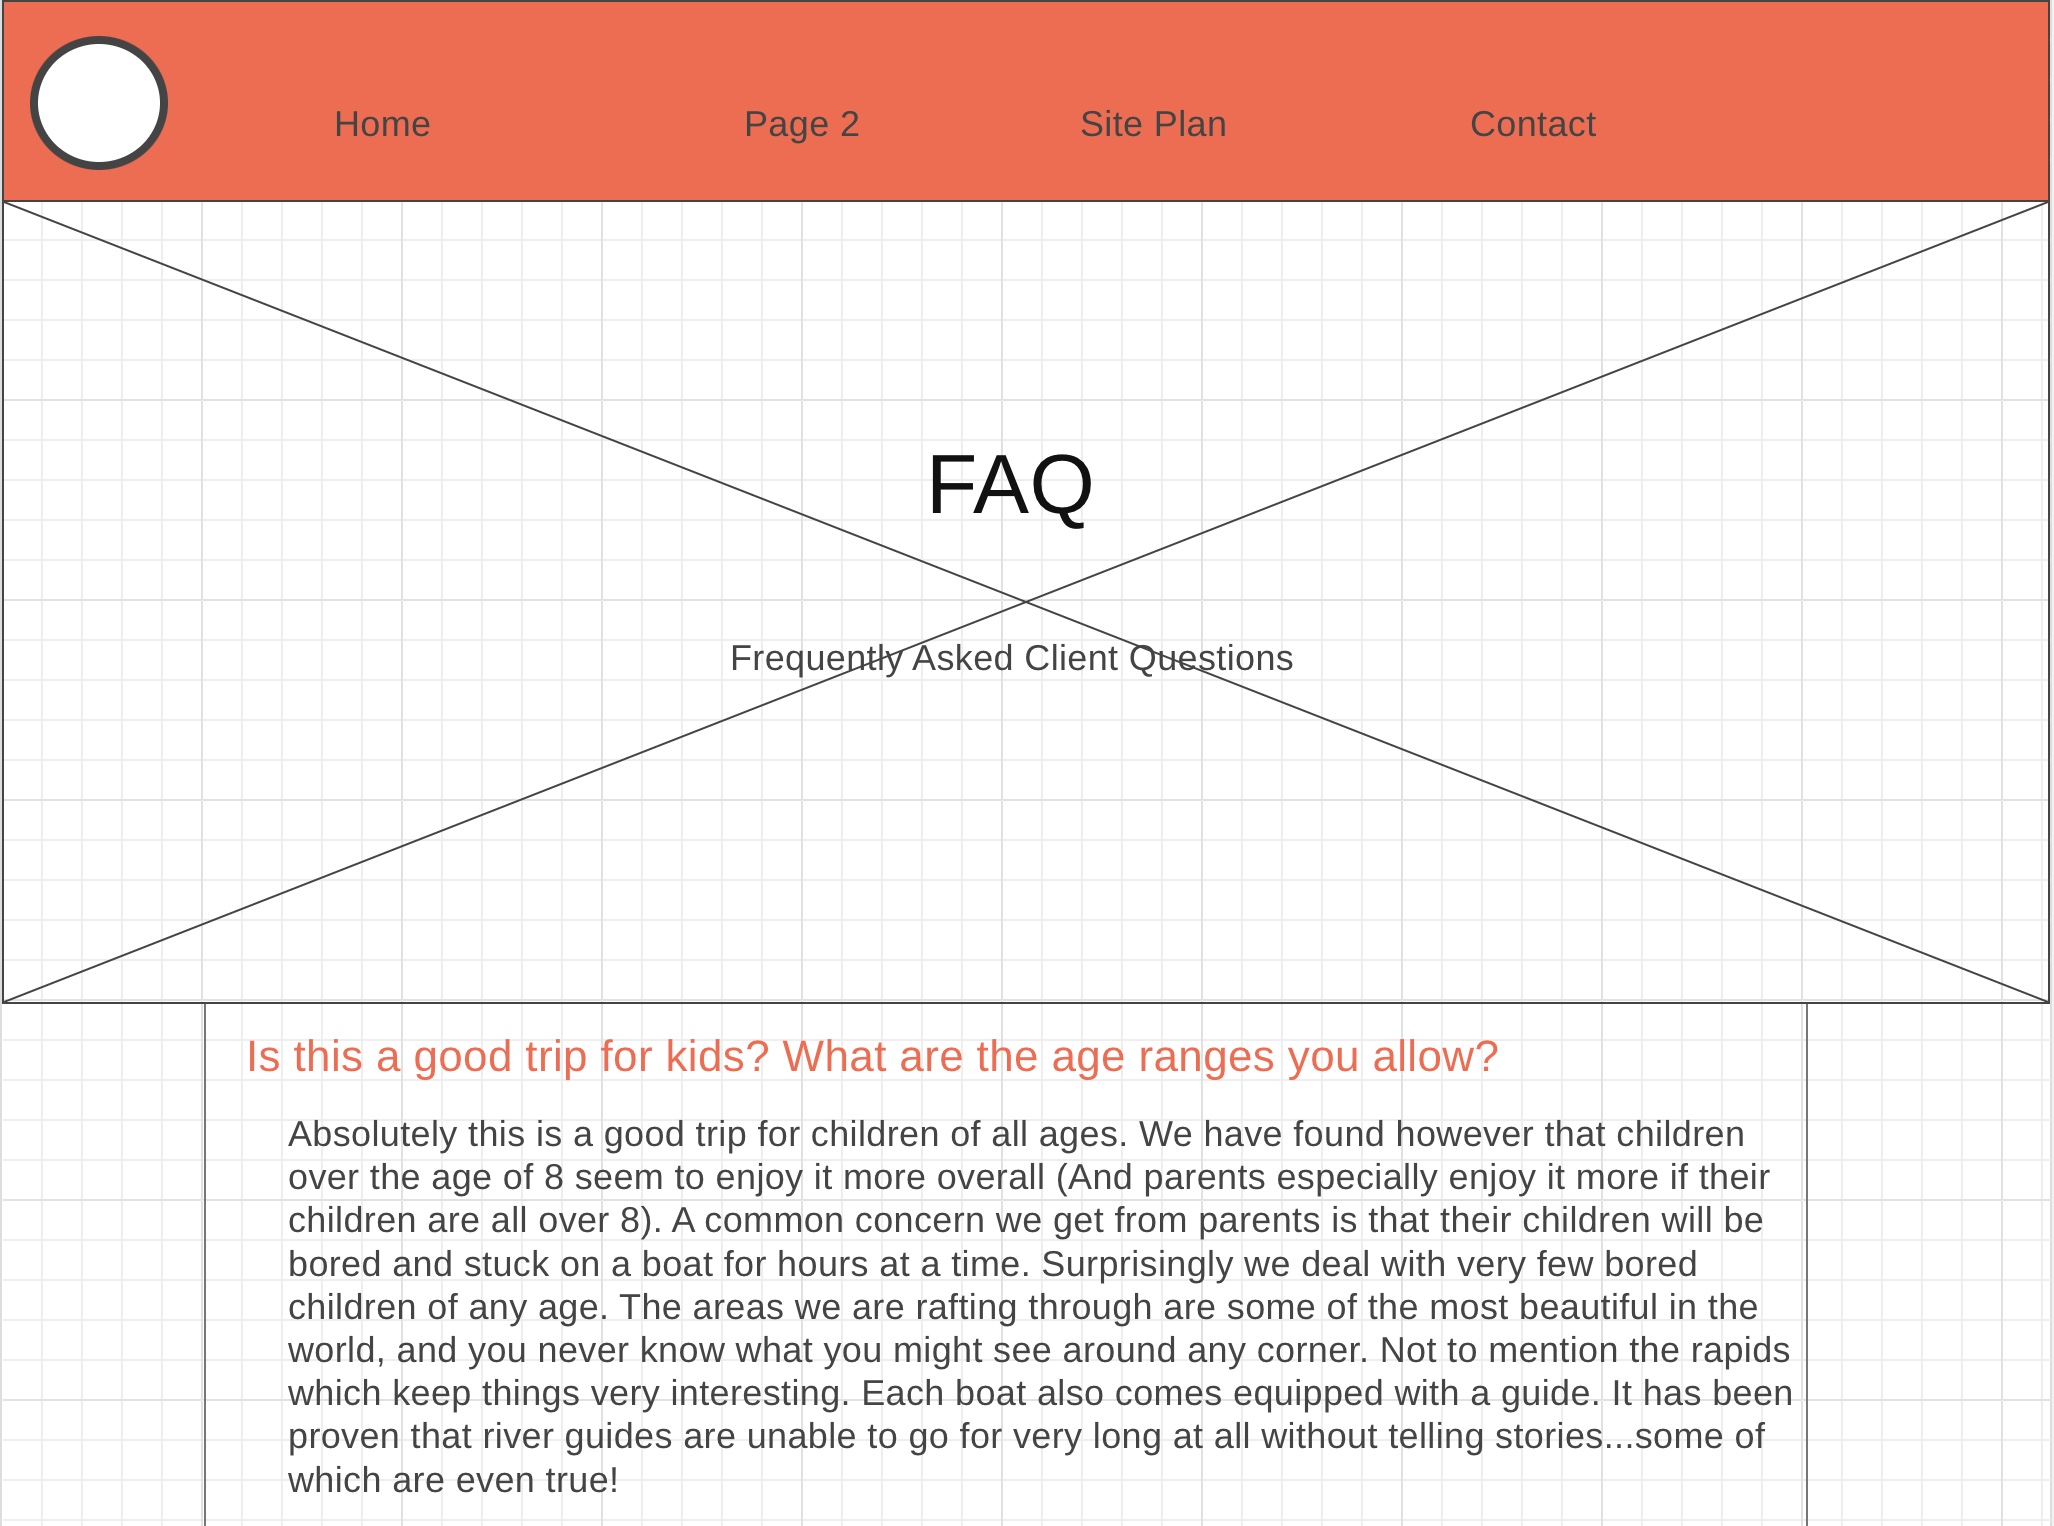 Home Page 2 Site Plan Contact
FAQ
Frequently Asked Client Questions
Is this a good trip for kids? What are the age ranges you allow?
Absolutely this is a good trip for children of all ages. We have found however that children
over the age of 8 seem to enjoy it more overall (And parents especially enjoy it more if their
children are all over 8). A common concern we get from parents is that their children will be
bored and stuck on a boat for hours at a time. Surprisingly we deal with very few bored
children of any age. The areas we are rafting through are some of the most beautiful in the
world, and you never know what you might see around any corner. Not to mention the rapids
which keep things very interesting. Each boat also comes equipped with a guide. It has been
proven that river guides are unable to go for very long at all without telling stories...some of
which are even true!